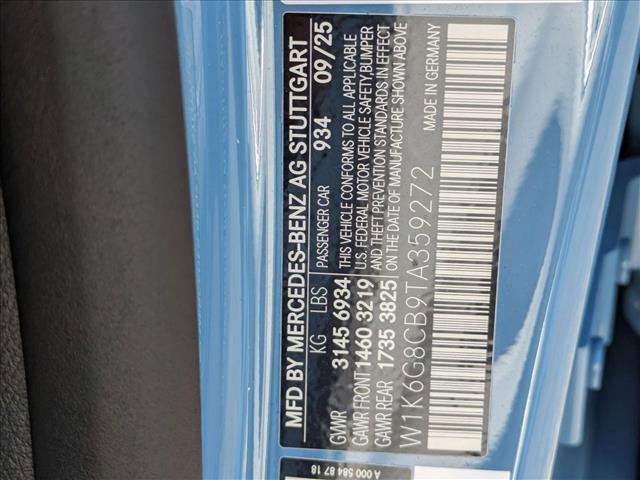 MFD BY MERCEDES-BENZ AG STUTTGART
KG LBS PASSENGER CAR 934 09/25
GVWR 3145 6934 THIS VEHICLE CONFORMS TO ALL APPLICABLE
GAWR FRONT 1460 3219 U.S. FEDERAL MOTOR VEHICLE SAFETY, BUMPER
AND THEFT PREVENTION STANDARDS IN EFFECT
GAWR REAR 1735 3825 ON THE DATE OF MANUFACTURE SHOWN ABOVE
W1K6G8CB9TA359272 MADE IN GERMANY
A 000 584 87 18